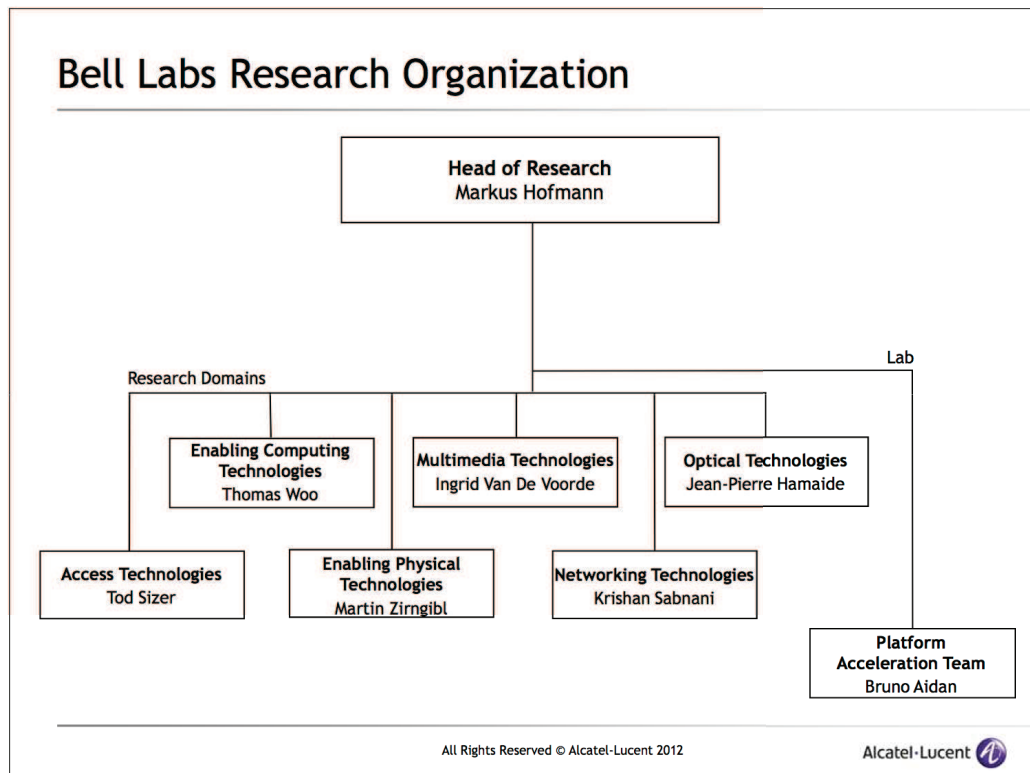 Bell Labs Research Organization
Head of Research
Markus Hofmann
Lab
Research Domains
Enabling Computing
Technologies
Thomas Woo
Multimedia Technologies
Ingrid Van De Voorde
Optical Technologies
Jean-Pierre Hamaide
Access Technologies
Tod Sizer
Enabling Physical
Technologies
Martin Zirngibl
Networking Technologies
Krishan Sabnani
Platform
Acceleration Team
Bruno Aidan
All Rights Reserved © Alcatel-Lucent 2012
Alcatel·Lucent